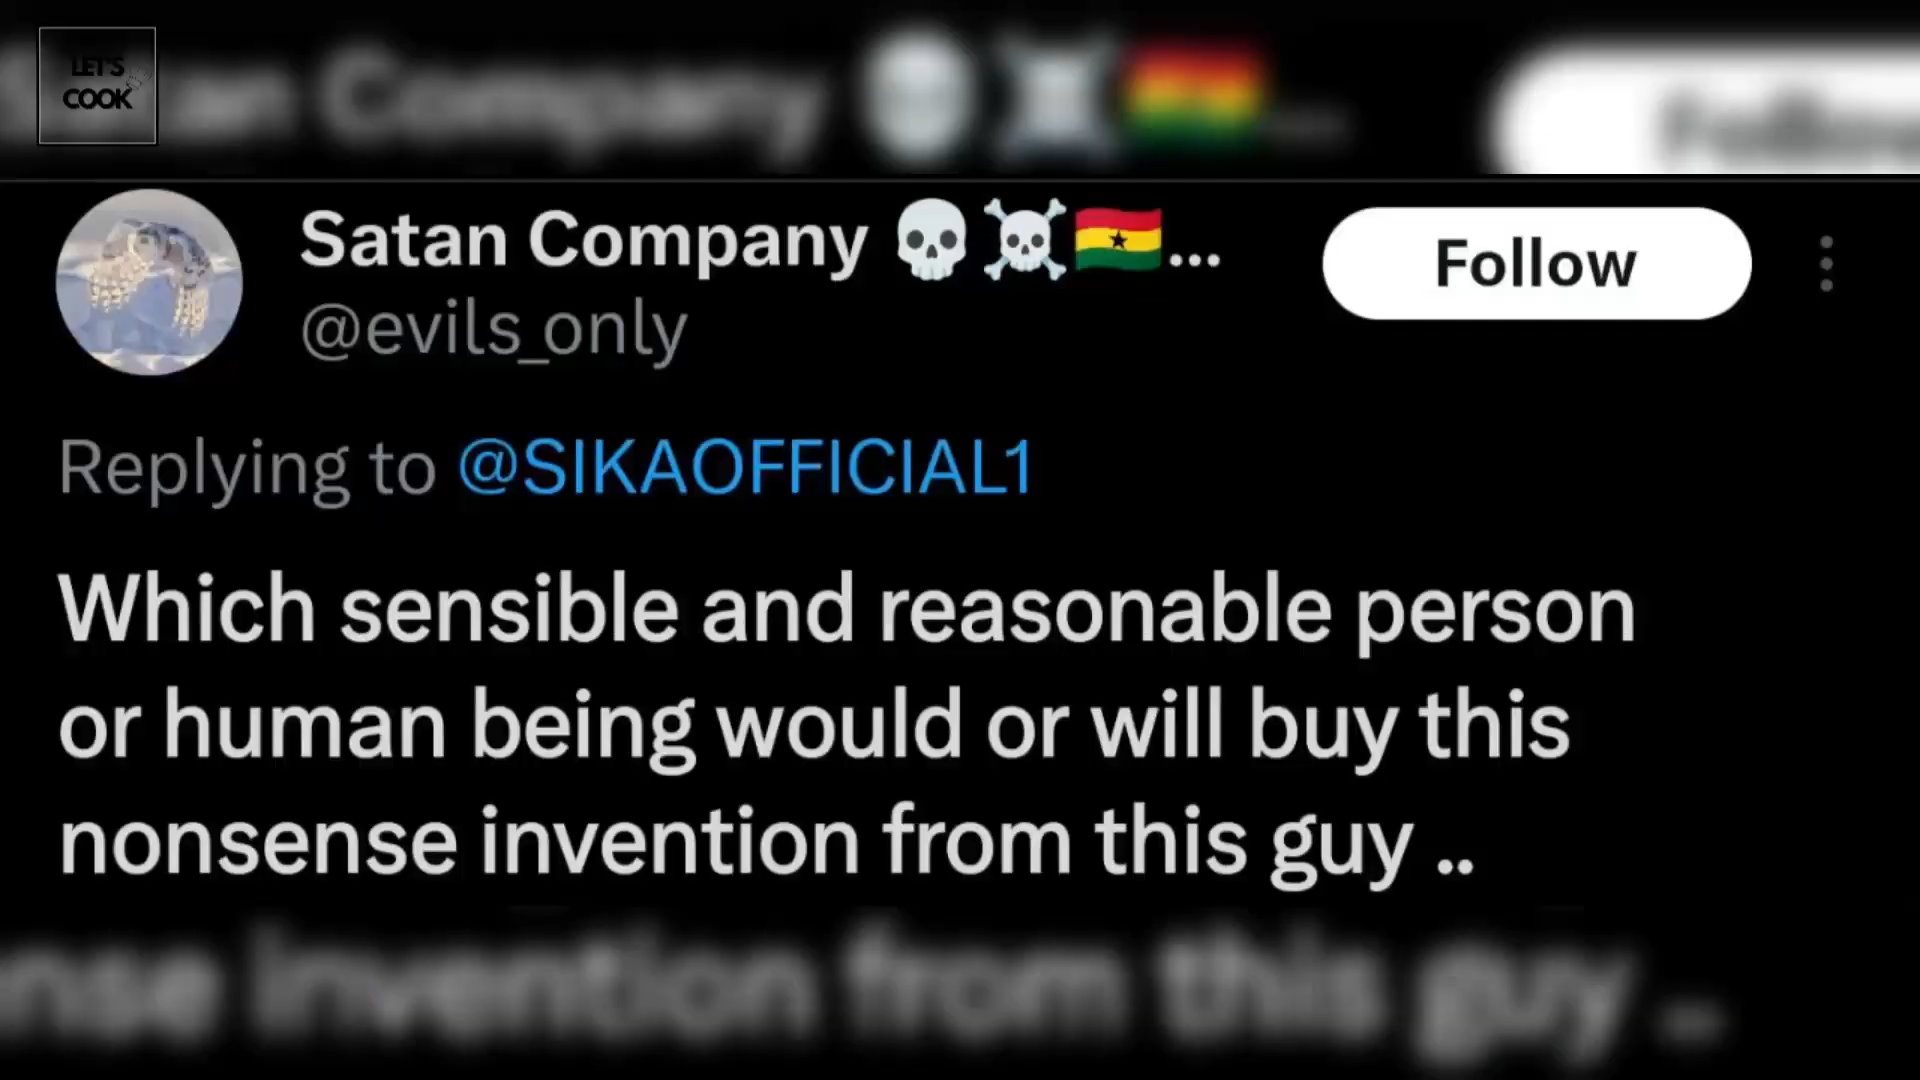 LET'S
COOK
Satan Company 💀☠️🇬🇭...
Follow
@evils_only
Replying to @SIKAOFFICIAL1
Which sensible and reasonable person
or human being would or will buy this
nonsense invention from this guy ..